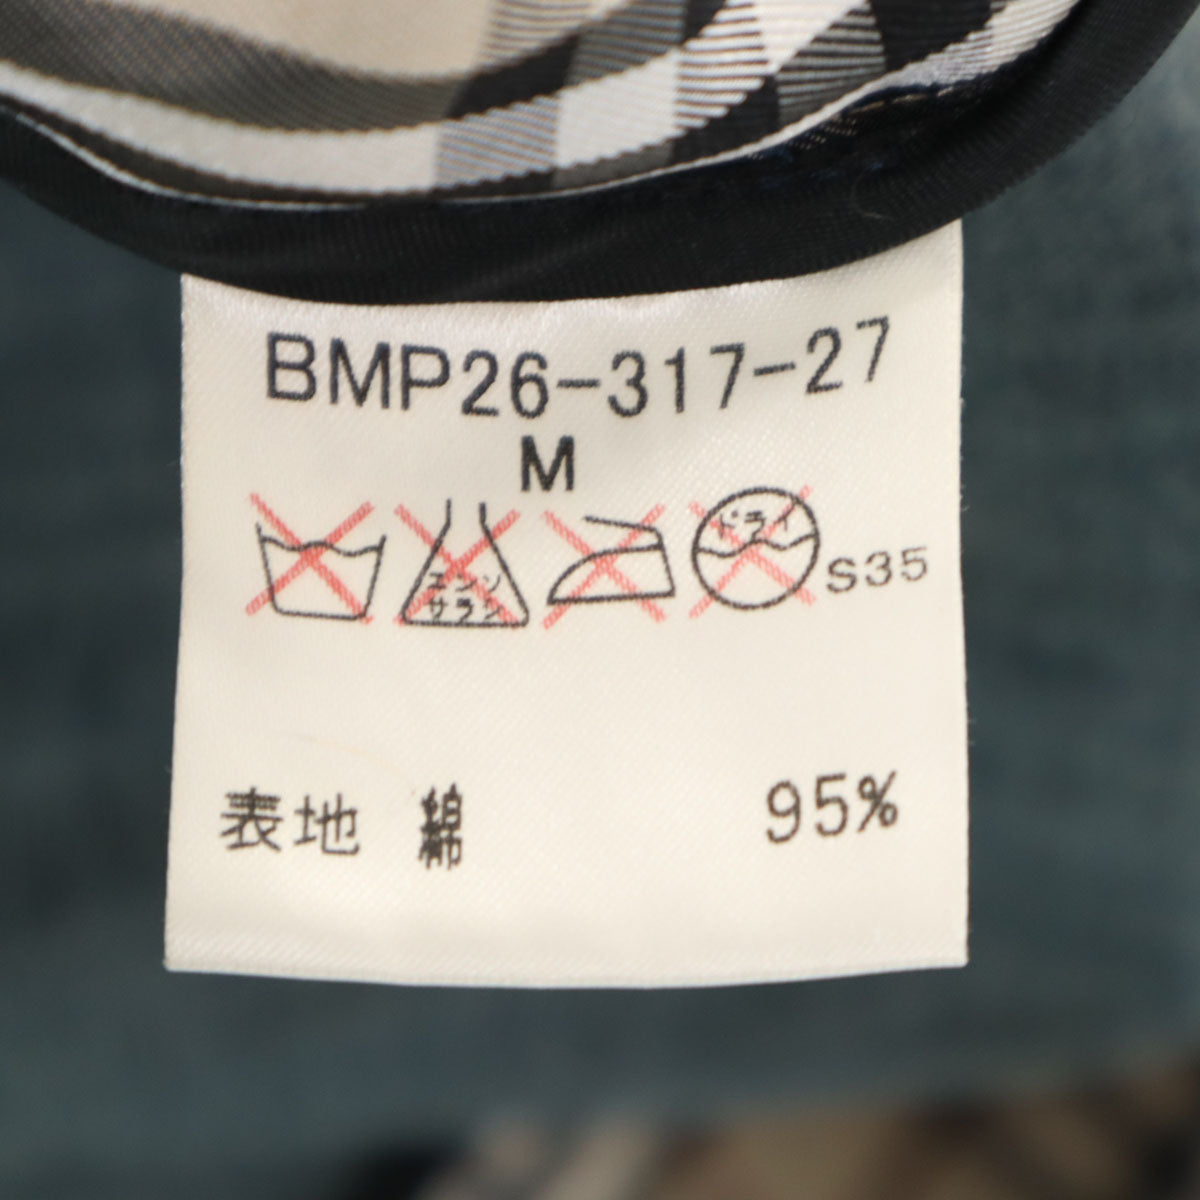 BMP26-317-27
M
エンソ
サラシ
ドライ
S35
表地 綿 95%